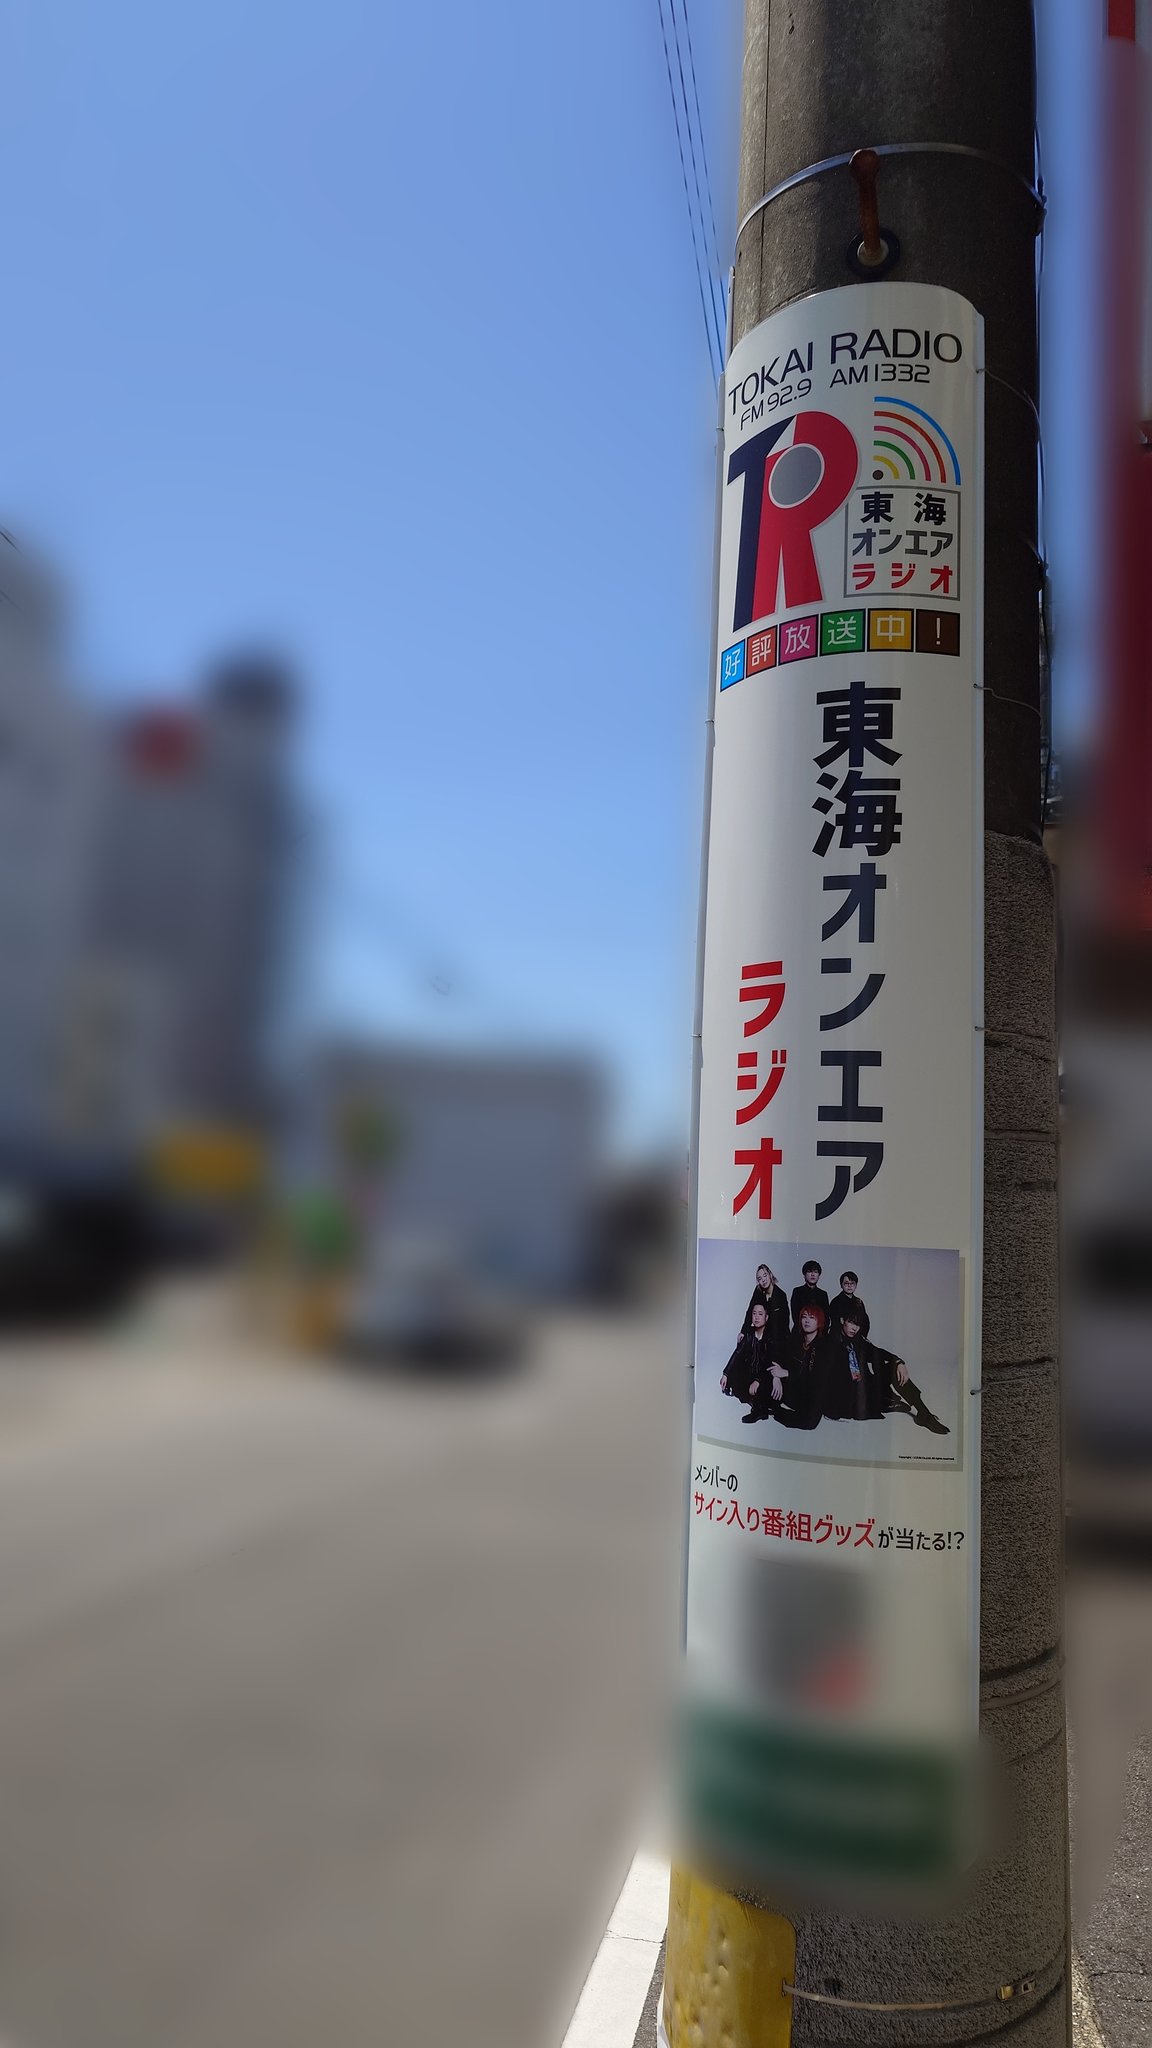 TOKAI RADIO
FM 92.9 AM 1332
TR
東海
オンエア
ラジオ
好評放送中!
東海オンエア
ラジオ
メンバーの
サイン入り番組グッズが当たる!?